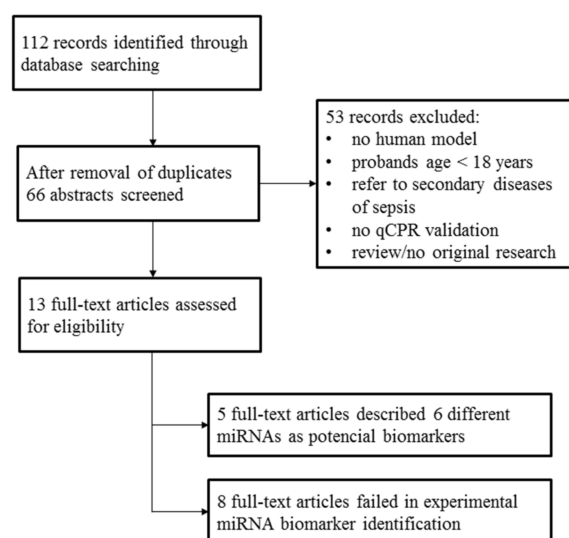 112 records identified through
database searching
After removal of duplicates
66 abstracts screened
53 records excluded:
• no human model
• probands age < 18 years
• refer to secondary diseases
of sepsis
• no qCPR validation
• review/no original research
13 full-text articles assessed
for eligibility
5 full-text articles described 6 different
miRNAs as potencial biomarkers
8 full-text articles failed in experimental
miRNA biomarker identification